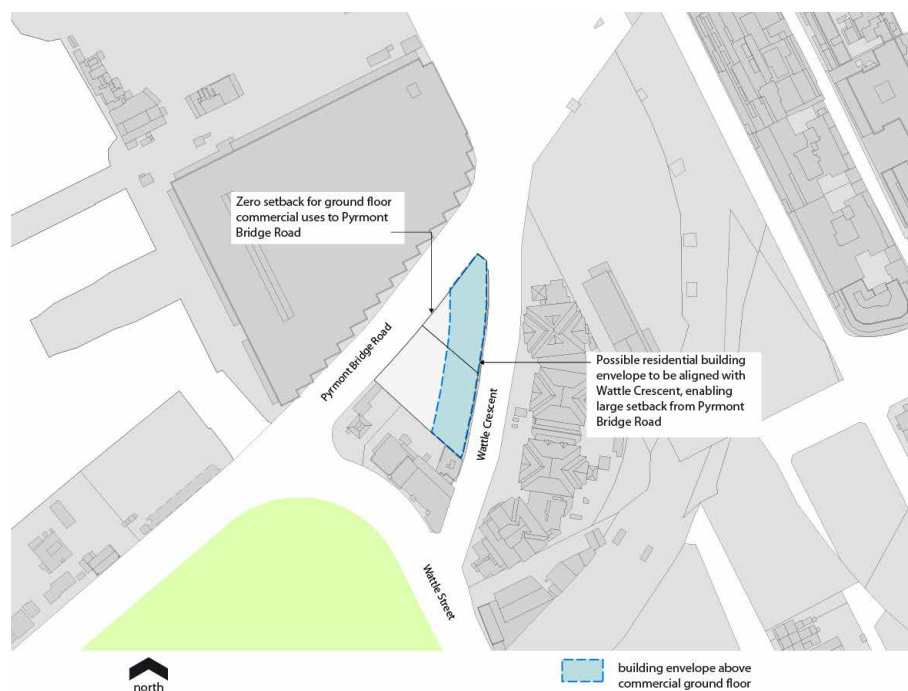 Zero setback for ground floor
commercial uses to Pyrmont
Bridge Road
Pyrmont Bridge Road
Possible residential building
envelope to be aligned with
Wattle Crescent, enabling
large setback from Pyrmont
Bridge Road
Wattle Crescent
Wattle Street
north
building envelope above
commercial ground floor